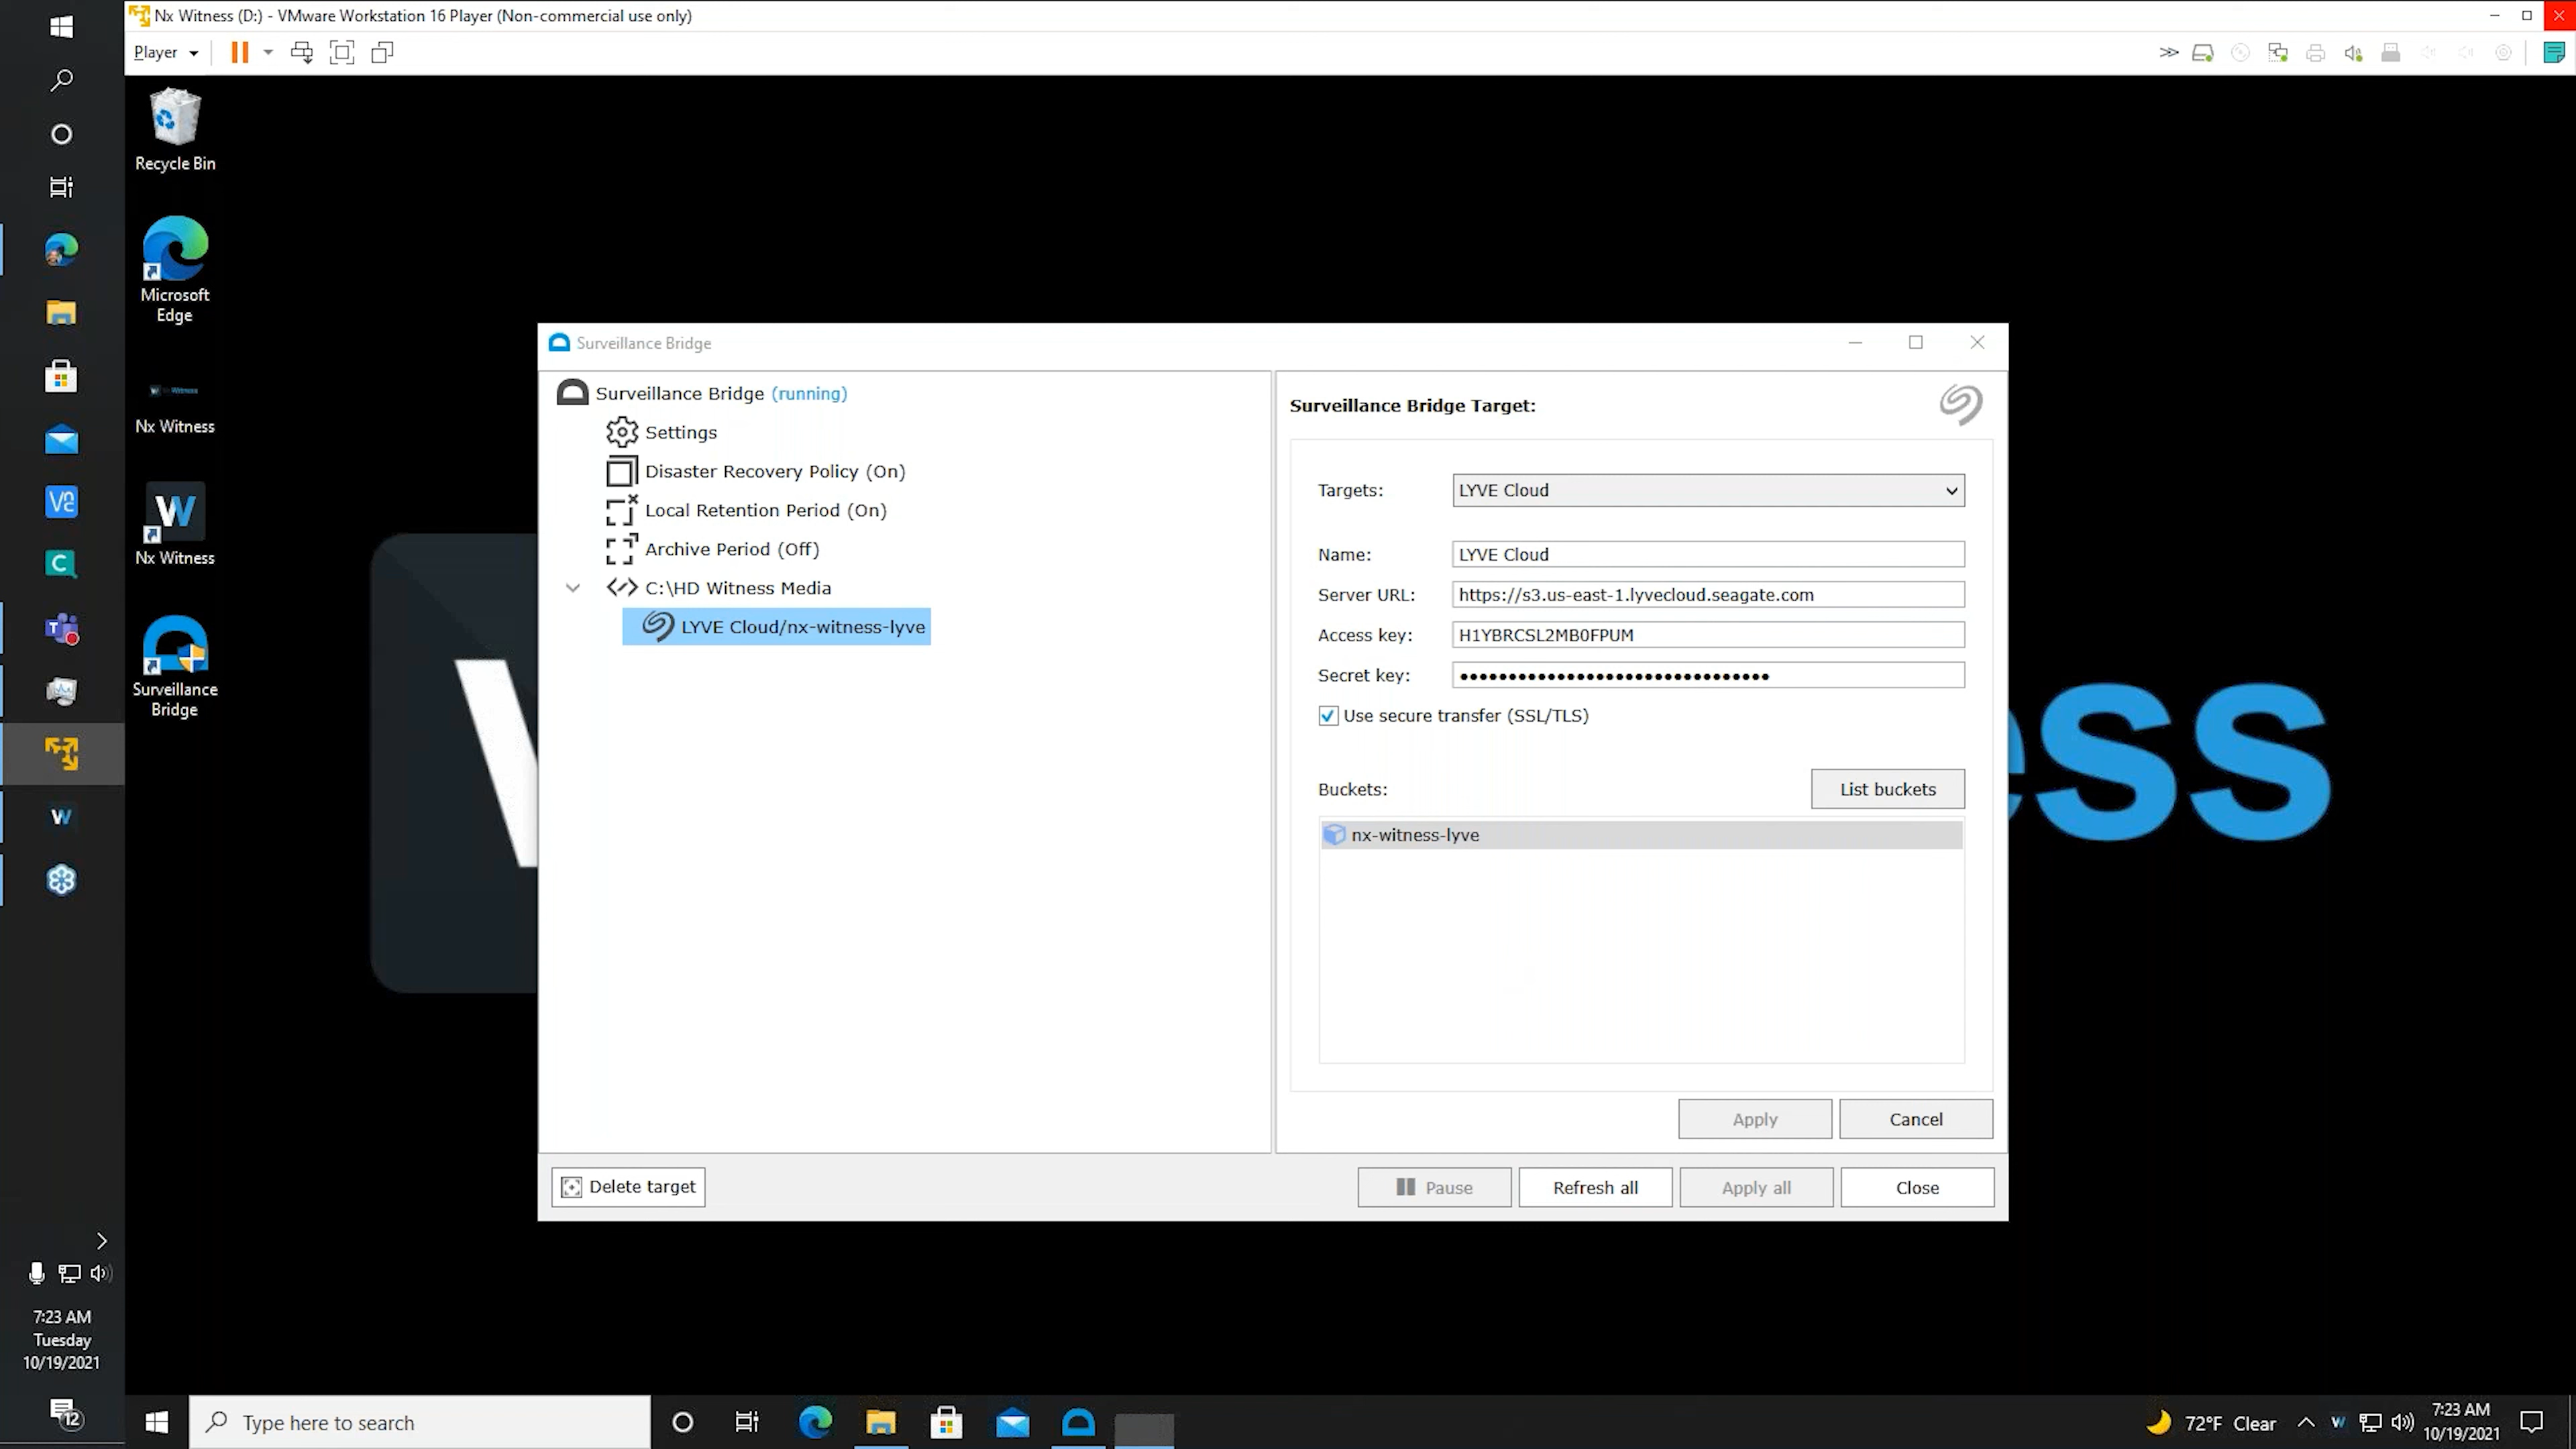 Nx Witness (D:) - VMware Workstation 16 Player (Non-commercial use only)
Player
Recycle Bin
Microsoft
Edge
Nx Witness
W
Nx Witness
Surveillance
Bridge
ess
Surveillance Bridge
Surveillance Bridge (running)
Settings
Disaster Recovery Policy (On)
Local Retention Period (On)
Archive Period (Off)
C:\HD Witness Media
LYVE Cloud/nx-witness-lyve
Surveillance Bridge Target:
Targets: LYVE Cloud
Name: LYVE Cloud
Server URL: https://s3.us-east-1.lyvecloud.seagate.com
Access key: H1YBRCSL2MB0FPUM
Secret key: ••••••••••••••••••••••••••••••••
Use secure transfer (SSL/TLS)
Buckets: List buckets
nx-witness-lyve
Apply Cancel
Delete target Pause Refresh all Apply all Close
7:23 AM
Tuesday
10/19/2021
12
Type here to search
72°F Clear
7:23 AM
10/19/2021